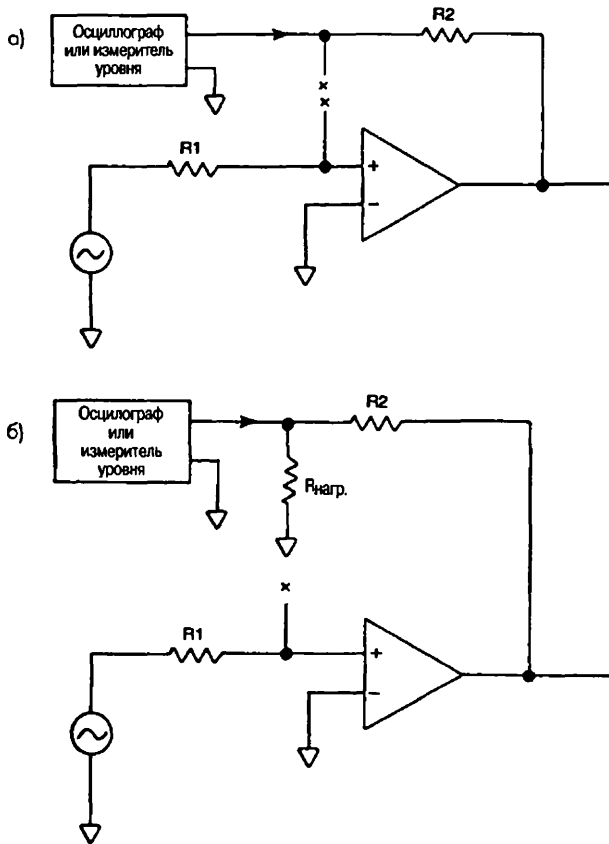 а)
Осциллограф
или измеритель
уровня
R2
××
R1
+
−
б)
Осцилограф
или
измеритель
уровня
R2
Rнагр.
×
R1
+
−